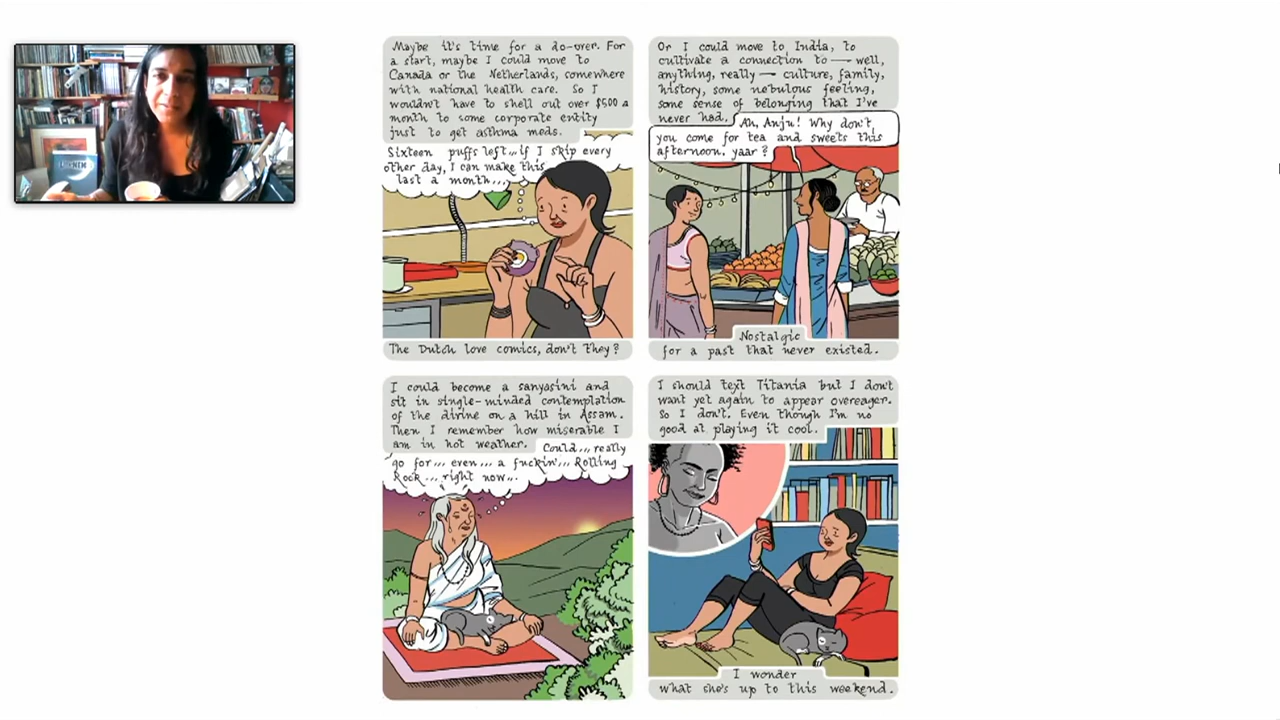 Maybe it's time for a do-over. For
a start, maybe I could move to
Canada or the Netherlands, somewhere
with national health care. So I
wouldn't have to shell out over $500 a
month to some corporate entity
just to get asthma meds.
Sixteen puffs left... if I skip every
other day, I can make this
last a month...
The Dutch love comics, don't they?
Or I could move to India, to
cultivate a connection to — well,
anything, really — culture, family,
history, some nebulous feeling,
some sense of belonging that I've
never had.
Ah, Anju! Why don't
you come for tea and sweets this
afternoon, yaar?
Nostalgic
for a past that never existed.
I could become a sanyasini and
sit in single-minded contemplation
of the divine on a hill in Assam.
Then I remember how miserable I
am in hot weather.
Could... really
go for... even... a fuckin'... Rolling
Rock... right now...
I should text Titania but I don't
want yet again to appear overeager.
So I don't. Even though I'm no
good at playing it cool.
I wonder
what she's up to this weekend.